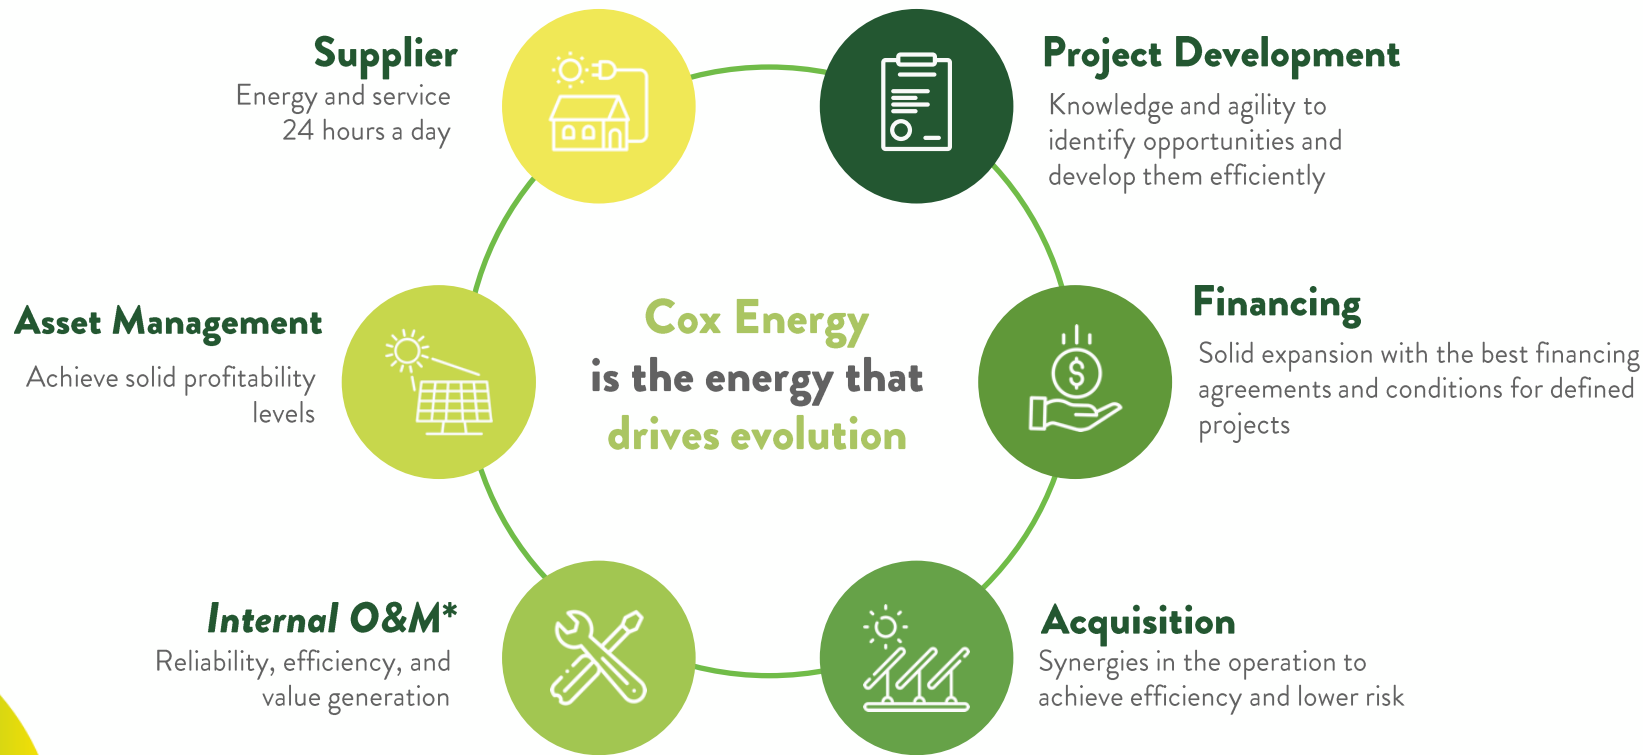 Supplier
Energy and service
24 hours a day
Project Development
Knowledge and agility to
identify opportunities and
develop them efficiently
Asset Management
Achieve solid profitability
levels
Cox Energy
is the energy that
drives evolution
Financing
Solid expansion with the best financing
agreements and conditions for defined
projects
Internal O&M*
Reliability, efficiency, and
value generation
Acquisition
Synergies in the operation to
achieve efficiency and lower risk